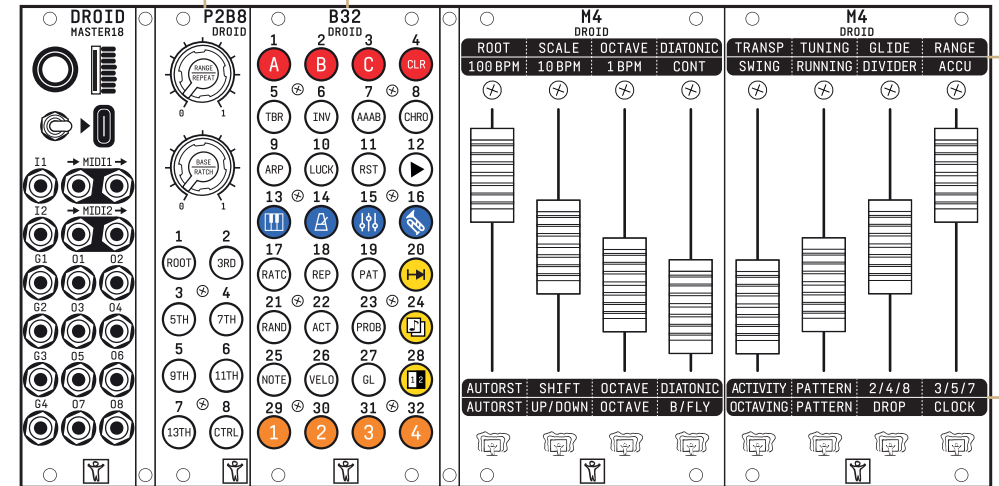 DROID
MASTER18
I1 MIDI1
I2 MIDI2
G1 O1 O2
G2 O3 O4
G3 O5 O6
G4 O7 O8
P2B8
DROID
RANGE
REPEAT
0 1
BASE
RATCH
0 1
1 2
ROOT 3RD
3 4
5TH 7TH
5 6
9TH 11TH
7 8
13TH CTRL
B32
DROID
1 2 3 4
A B C CLR
5 6 7 8
TBR INV AAAB CHRO
9 10 11 12
ARP LUCK RST
13 14 15 16
17 18 19 20
RATC REP PAT
21 22 23 24
RAND ACT PROB
25 26 27 28
NOTE VELO GL 1 2
29 30 31 32
1 2 3 4
M4
DROID
ROOT SCALE OCTAVE DIATONIC
100 BPM 10 BPM 1 BPM CONT
AUTORST SHIFT OCTAVE DIATONIC
AUTORST UP/DOWN OCTAVE B/FLY
M4
DROID
TRANSP TUNING GLIDE RANGE
SWING RUNNING DIVIDER ACCU
ACTIVITY PATTERN 2/4/8 3/5/7
OCTAVING PATTERN DROP CLOCK